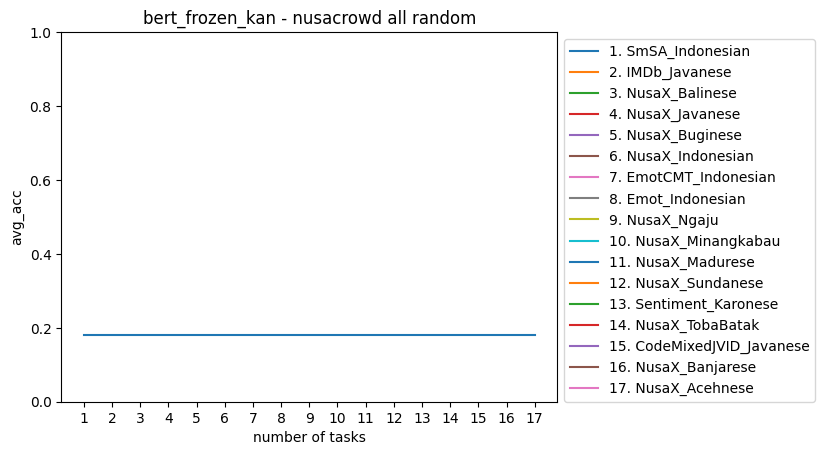 bert_frozen_kan - nusacrowd all random
1.0
0.8
0.6
0.4
0.2
0.0
avg_acc
1 2 3 4 5 6 7 8 9 10 11 12 13 14 15 16 17
number of tasks
1. SmSA_Indonesian
2. IMDb_Javanese
3. NusaX_Balinese
4. NusaX_Javanese
5. NusaX_Buginese
6. NusaX_Indonesian
7. EmotCMT_Indonesian
8. Emot_Indonesian
9. NusaX_Ngaju
10. NusaX_Minangkabau
11. NusaX_Madurese
12. NusaX_Sundanese
13. Sentiment_Karonese
14. NusaX_TobaBatak
15. CodeMixedJVID_Javanese
16. NusaX_Banjarese
17. NusaX_Acehnese